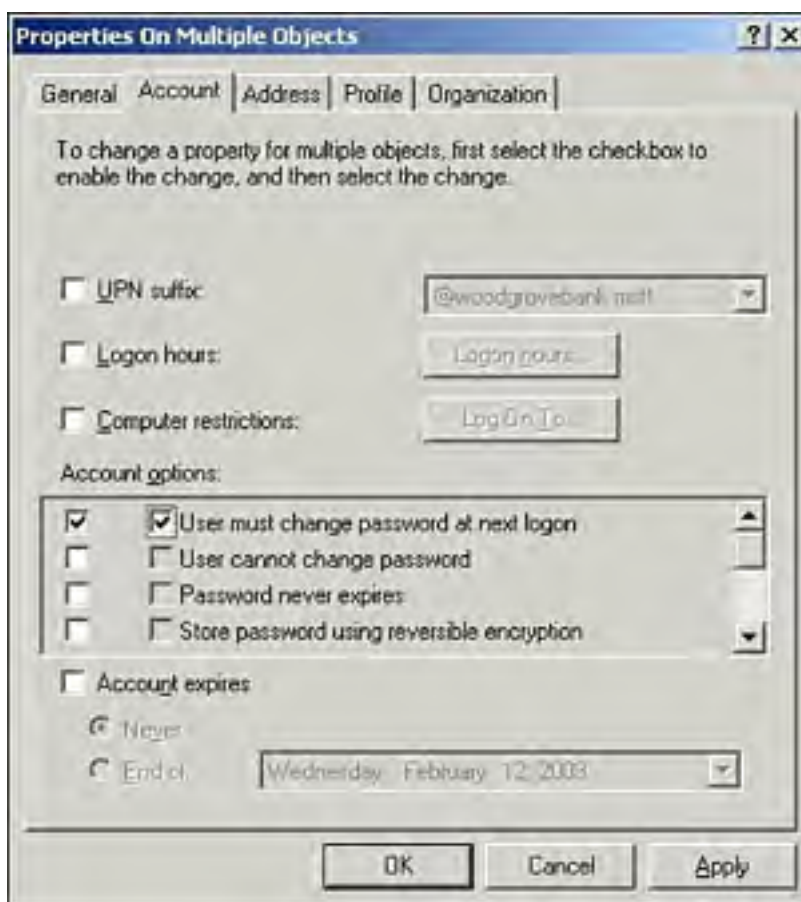 Properties On Multiple Objects
General Account Address Profile Organization
To change a property for multiple objects, first select the checkbox to
enable the change, and then select the change.
UPN suffix:
@woodgrovebank
Logon hours:
Logon hours...
Computer restrictions:
Log On To...
Account options:
User must change password at next logon
User cannot change password
Password never expires
Store password using reversible encryption
Account expires
Never
End of:
Wednesday, February 12, 2003
OK Cancel Apply